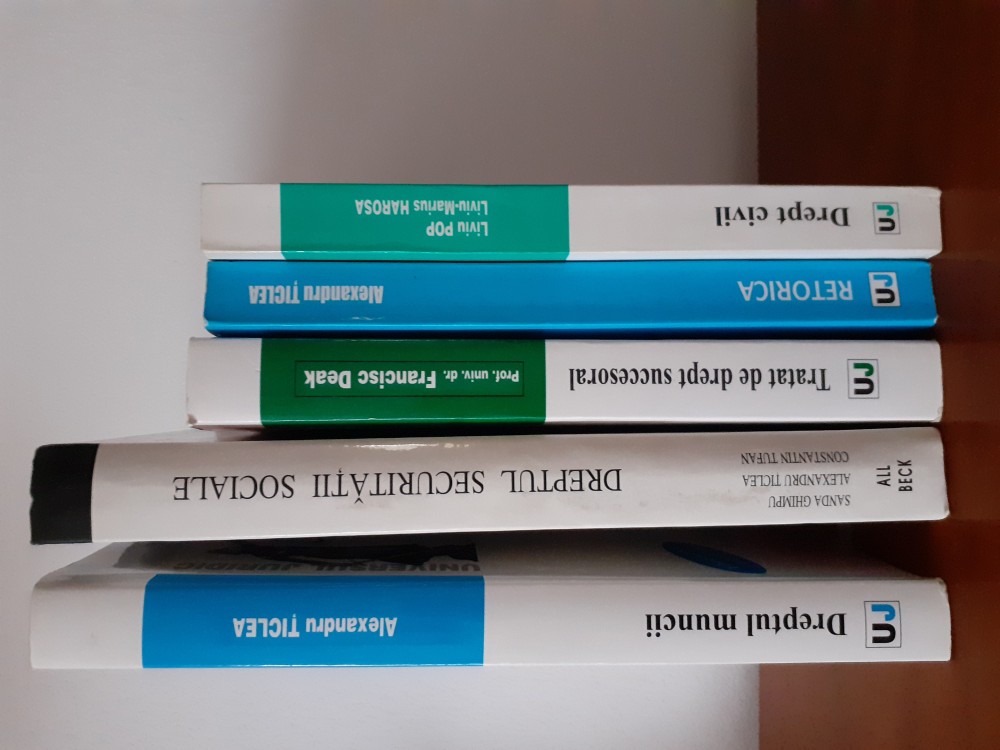 Liviu POP
Liviu-Marius HAROSA
Drept civil
UJ
Alexandru ȚICLEA
RETORICA
UJ
Prof. univ. dr. Francisc Deak
Tratat de drept succesoral
UJ
DREPTUL SECURITĂȚII SOCIALE
SANDA GHIMPU
ALEXANDRU TICLEA
CONSTANTIN TUFAN
ALL
BECK
UNIVERSUL JURIDIC
Alexandru ȚICLEA
Dreptul muncii
UJ